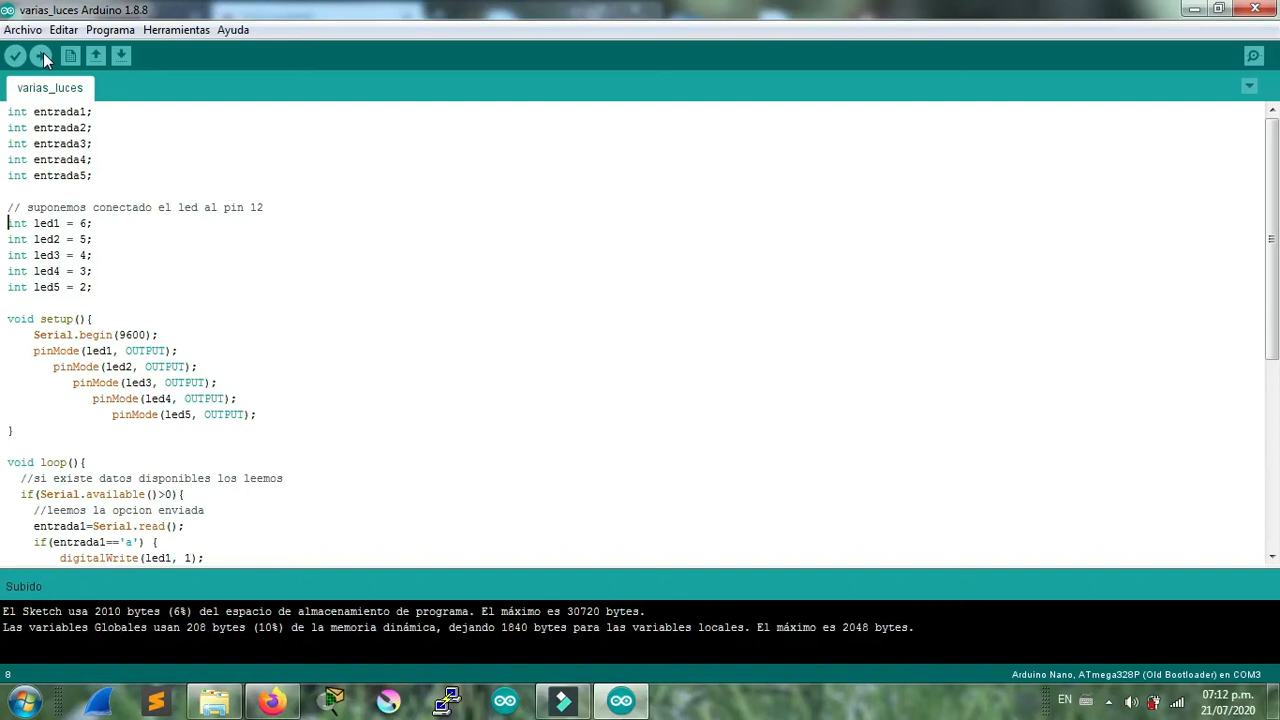 varias_luces Arduino 1.8.8
Archivo Editar Programa Herramientas Ayuda
varias_luces
int entrada1;
int entrada2;
int entrada3;
int entrada4;
int entrada5;
// suponemos conectado el led al pin 12
int led1 = 6;
int led2 = 5;
int led3 = 4;
int led4 = 3;
int led5 = 2;
void setup(){
Serial.begin(9600);
pinMode(led1, OUTPUT);
pinMode(led2, OUTPUT);
pinMode(led3, OUTPUT);
pinMode(led4, OUTPUT);
pinMode(led5, OUTPUT);
}
void loop(){
//si existe datos disponibles los leemos
if(Serial.available()>0){
//leemos la opcion enviada
entrada1=Serial.read();
if(entrada1=='a') {
digitalWrite(led1, 1);
Subido
El Sketch usa 2010 bytes (6%) del espacio de almacenamiento de programa. El máximo es 30720 bytes.
Las variables Globales usan 208 bytes (10%) de la memoria dinámica, dejando 1840 bytes para las variables locales. El máximo es 2048 bytes.
8 Arduino Nano, ATmega328P (Old Bootloader) en COM3
EN 07:12 p.m.
21/07/2020